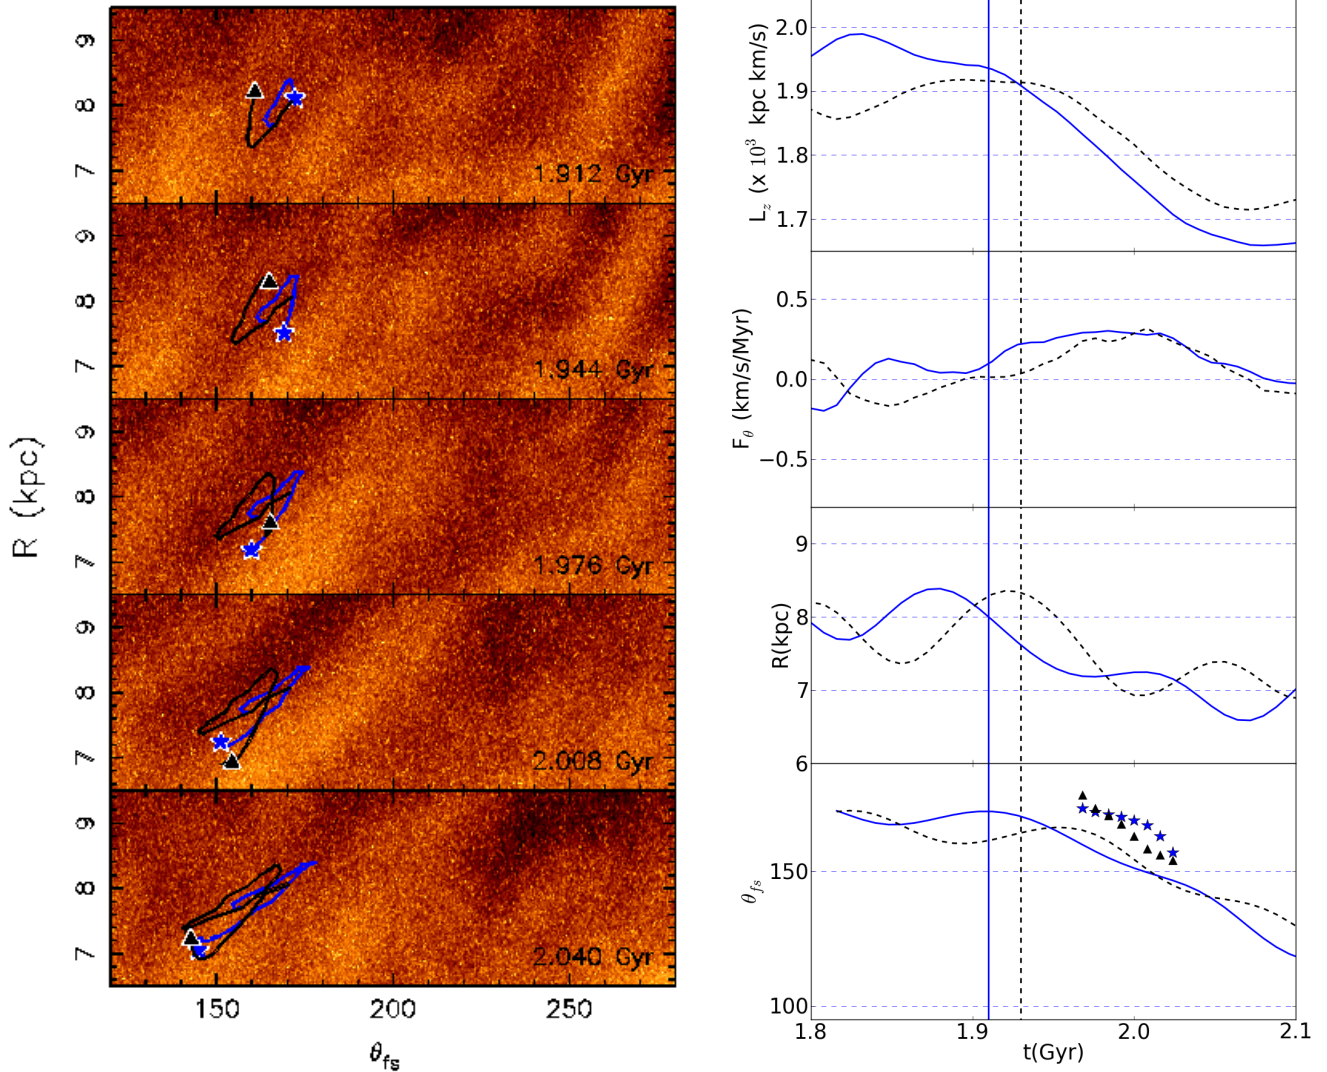 R (kpc)
9
8
7
1.912 Gyr
9
8
7
1.944 Gyr
9
8
7
1.976 Gyr
9
8
7
2.008 Gyr
9
8
7
2.040 Gyr
150 200 250
θfs
Lz (x 10³ kpc km/s)
2.0
1.9
1.8
1.7
Fθ (km/s/Myr)
0.5
0.0
−0.5
R(kpc)
9
8
7
6
θfs
150
100
1.8 1.9 2.0 2.1
t(Gyr)